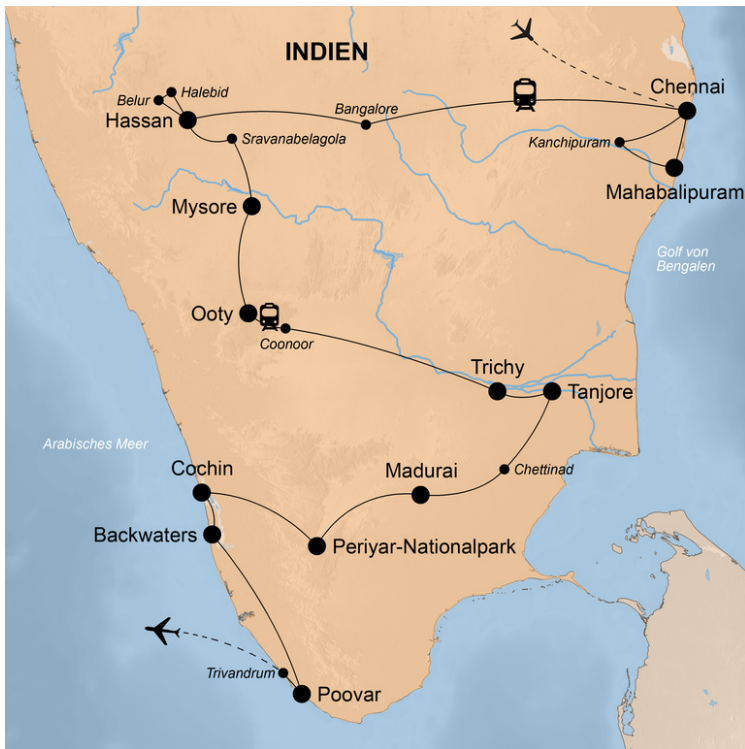 INDIEN
Chennai
Halebid
Belur
Bangalore
Hassan
Sravanabelagola
Kanchipuram
Mahabalipuram
Mysore
Golf von
Bengalen
Ooty
Coonoor
Trichy
Tanjore
Arabisches Meer
Cochin
Madurai
Chettinad
Backwaters
Periyar-Nationalpark
Trivandrum
Poovar